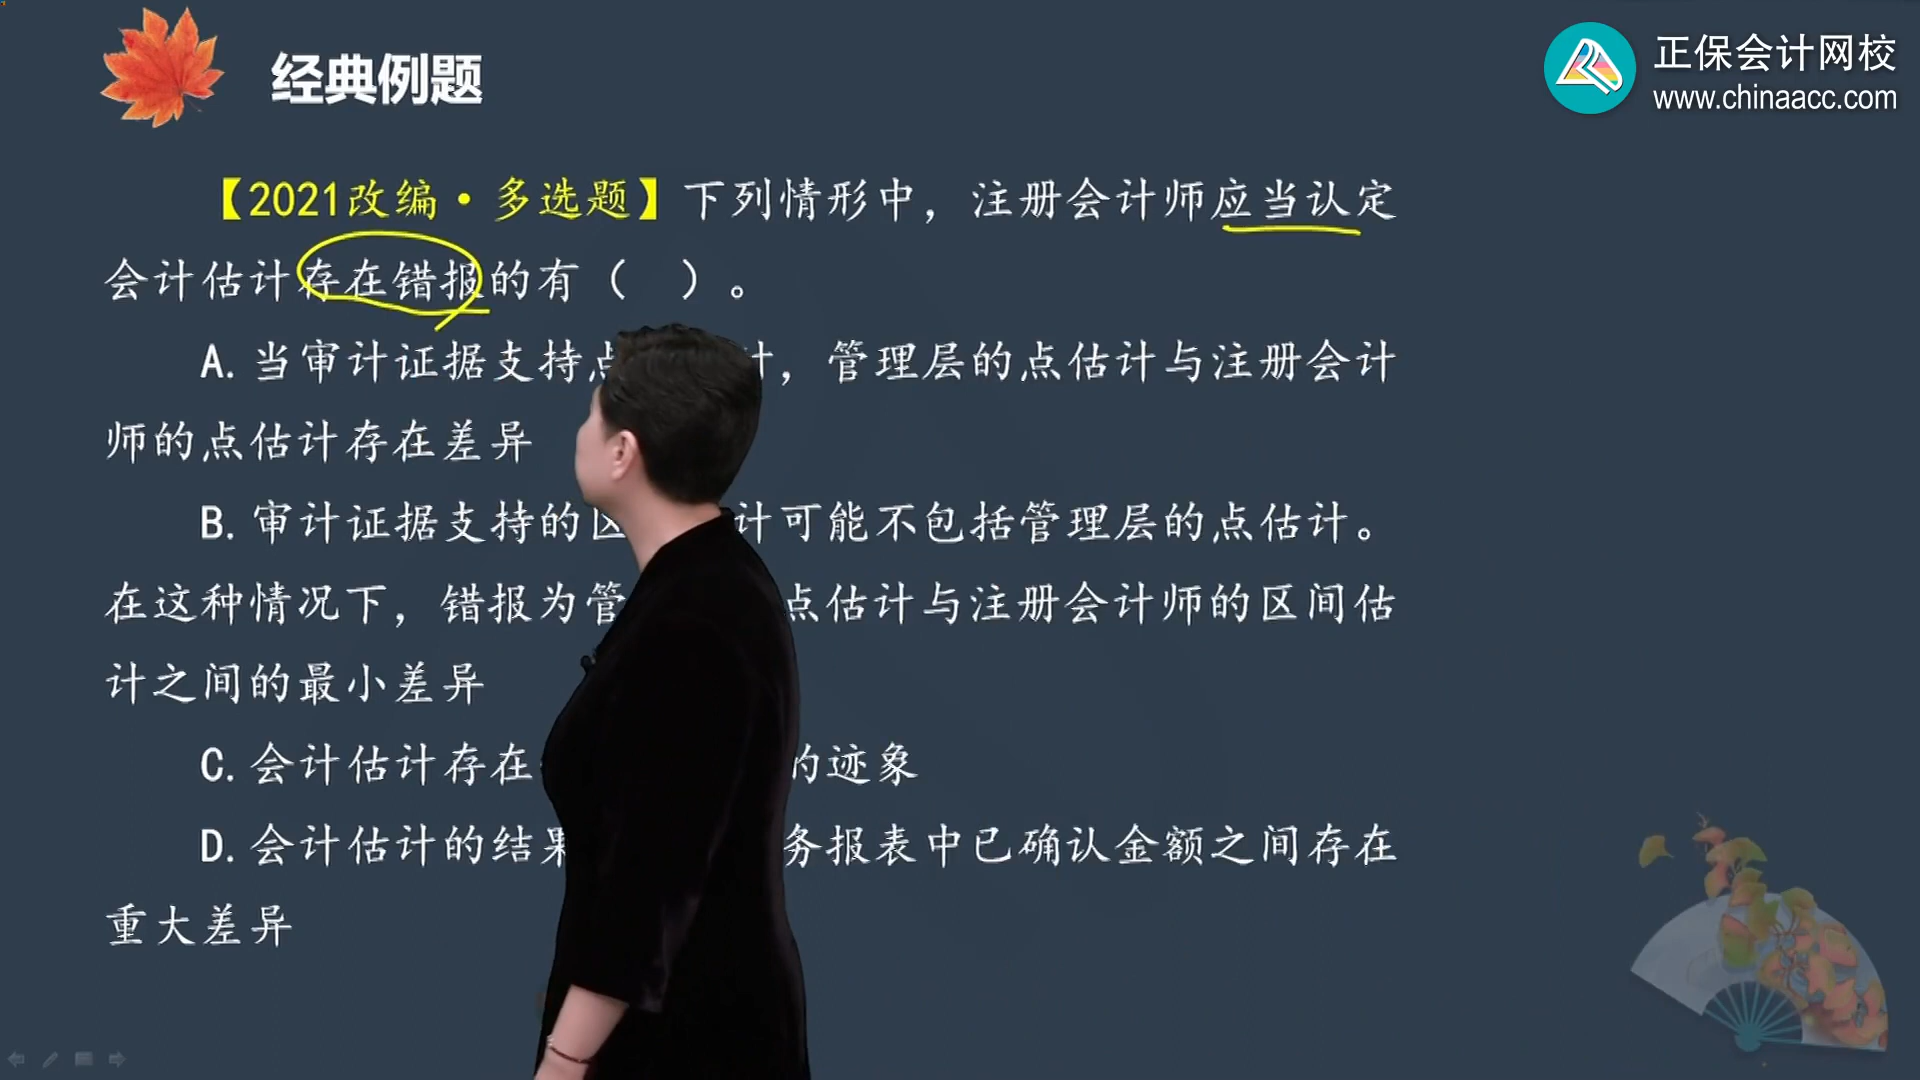 经典例题
正保会计网校
www.chinaacc.com
【2021改编·多选题】下列情形中，注册会计师应当认定
会计估计存在错报的有（ ）。
A.当审计证据支持点 计，管理层的点估计与注册会计
师的点估计存在差异
B.审计证据支持的区 计可能不包括管理层的点估计。
在这种情况下，错报为管 点估计与注册会计师的区间估
计之间的最小差异
C.会计估计存在 的迹象
D.会计估计的结果 务报表中已确认金额之间存在
重大差异